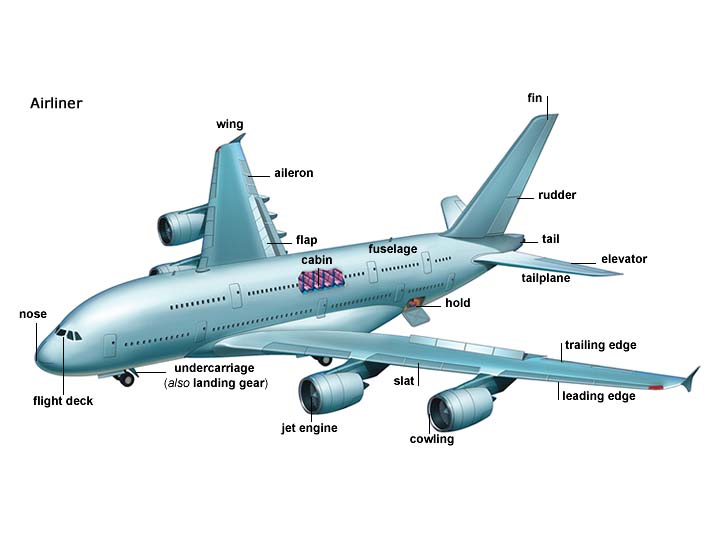 Airliner
fin
wing
aileron
rudder
flap
fuselage
tail
cabin
elevator
tailplane
hold
nose
trailing edge
undercarriage
(also landing gear)
slat
leading edge
flight deck
jet engine
cowling